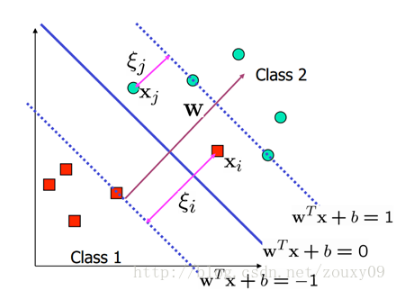 ξⱼ
Class 2
xⱼ
w
xᵢ
ξᵢ
wᵀx + b = 1
wᵀx + b = 0
Class 1
http://blog.csdn.net/zouxy09
wᵀx + b = −1